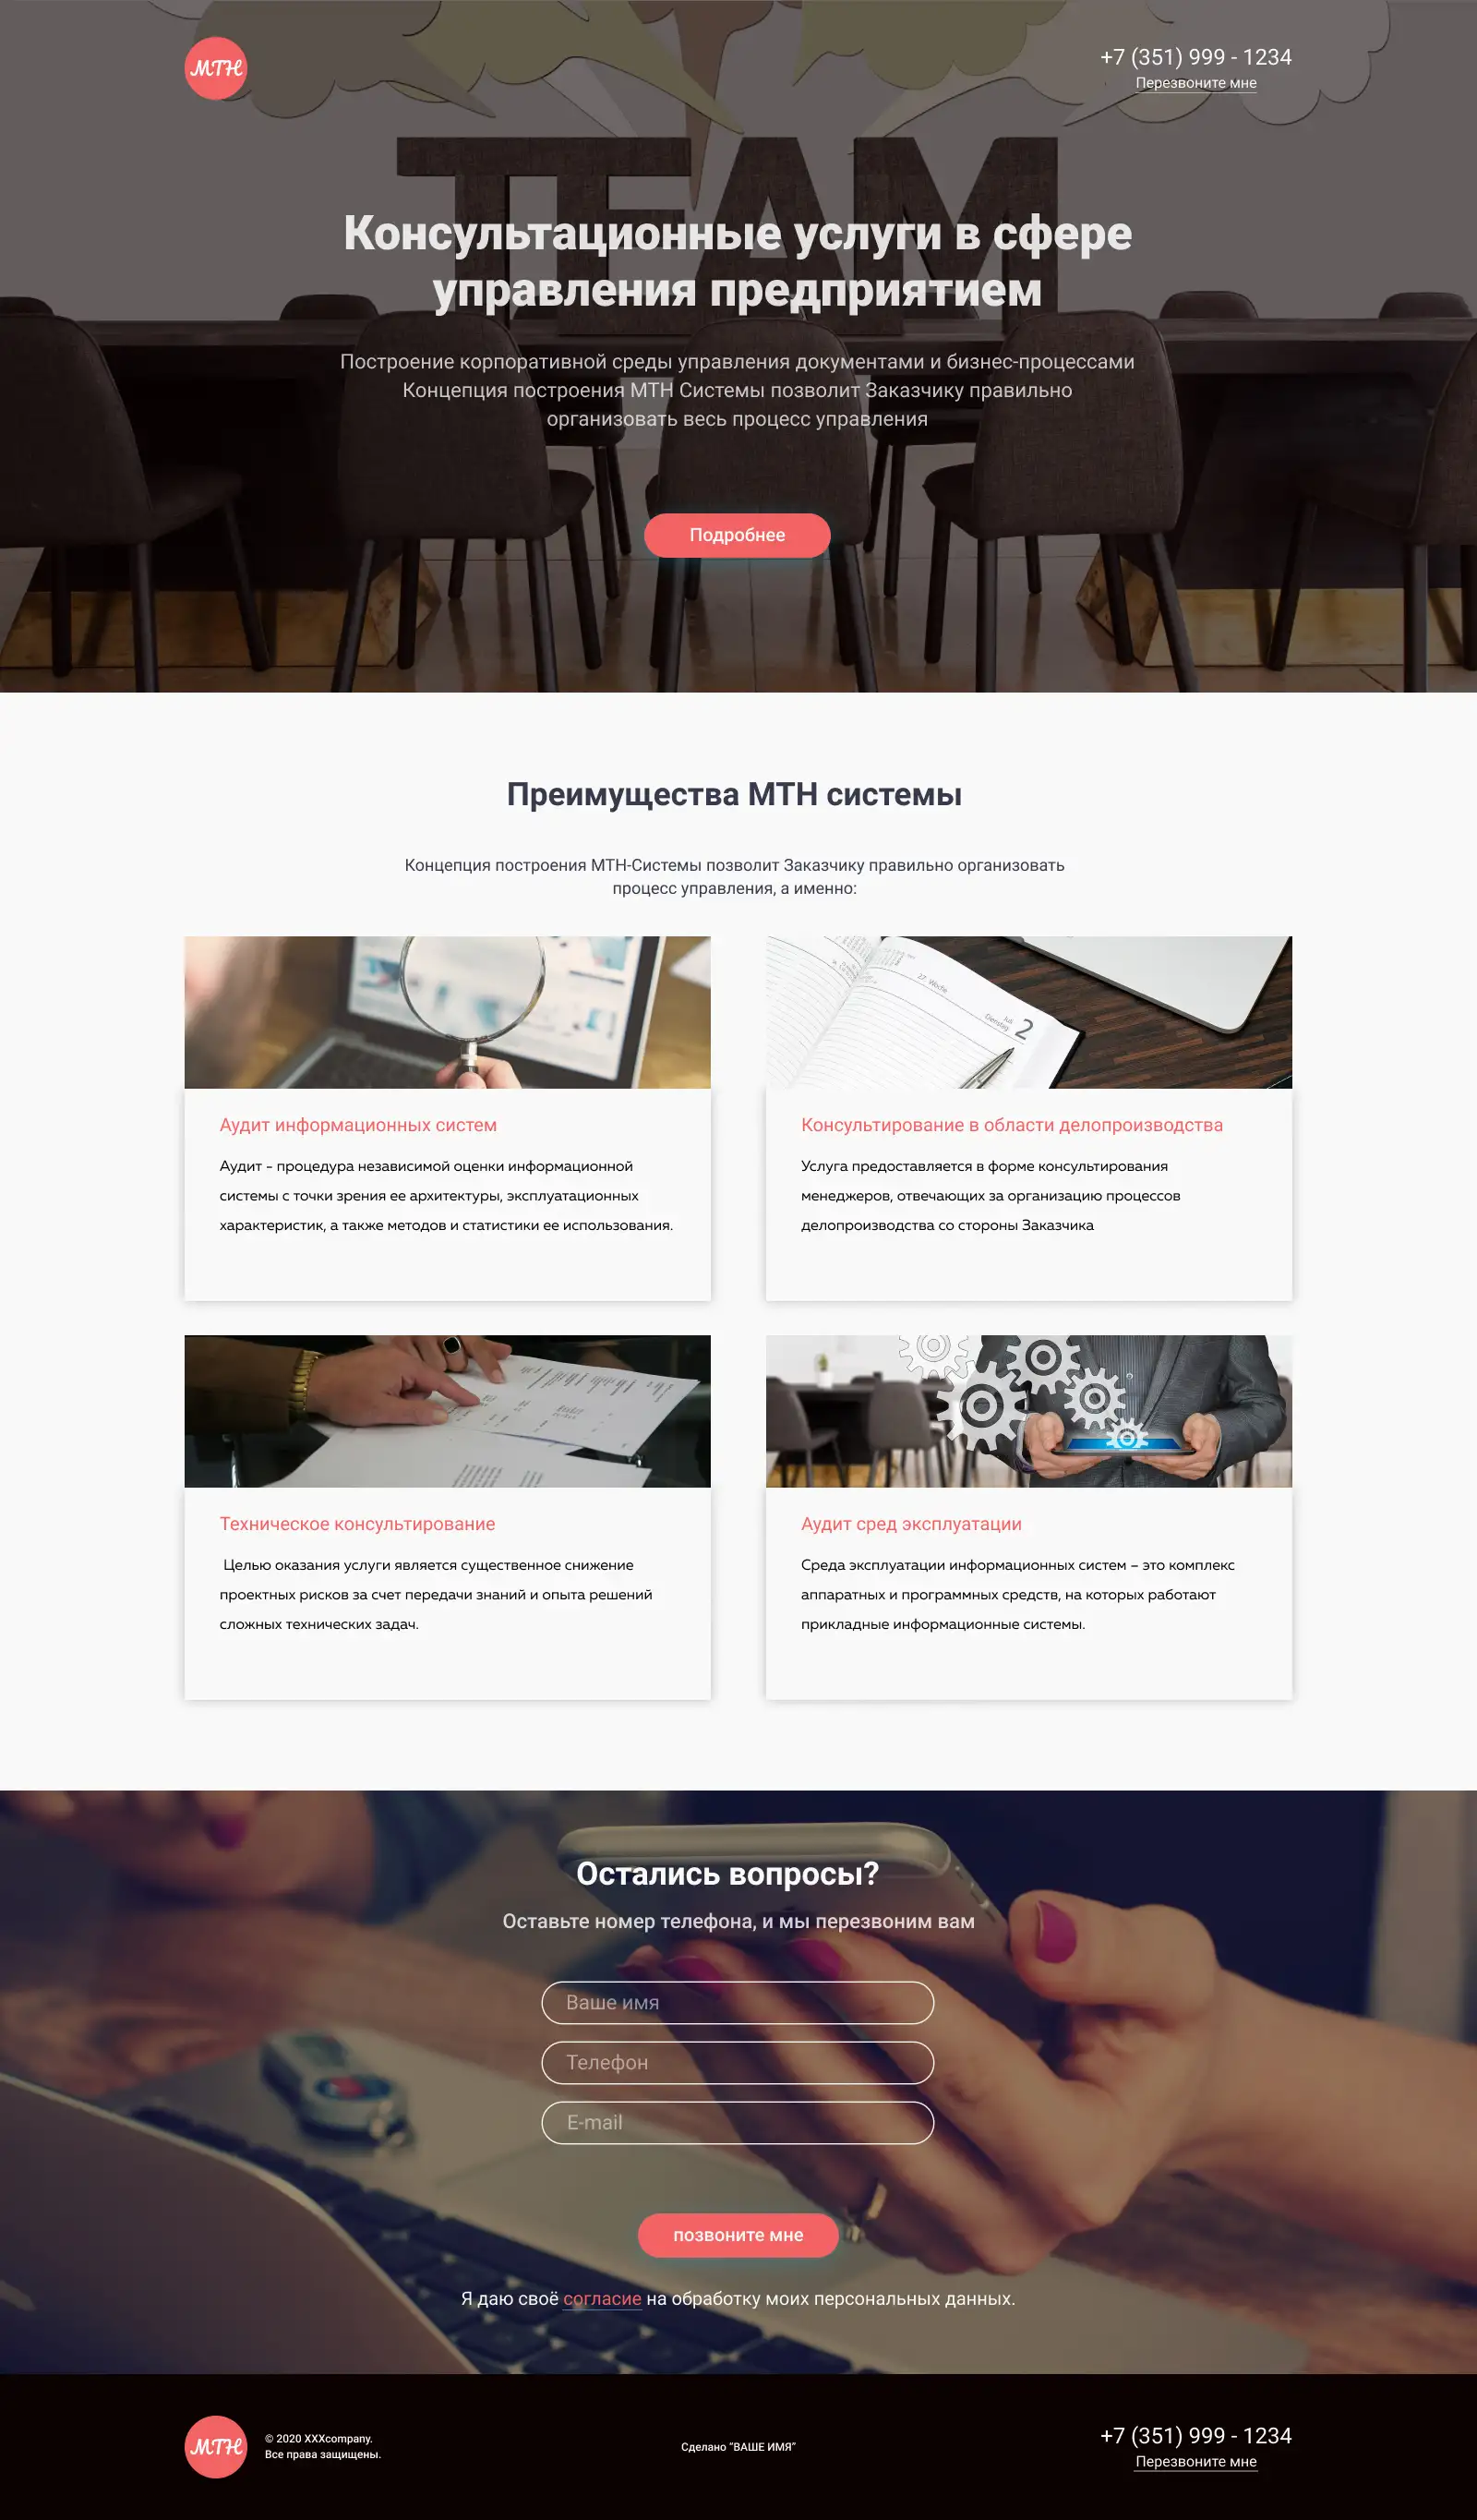 МТН
+7 (351) 999 - 1234
Перезвоните мне
TEAM
Консультационные услуги в сфере
управления предприятием
Построение корпоративной среды управления документами и бизнес-процессами
Концепция построения МТН Системы позволит Заказчику правильно
организовать весь процесс управления
Подробнее
Преимущества МТН системы
Концепция построения МТН-Системы позволит Заказчику правильно организовать
процесс управления, а именно:
27. Woche
Juli
Dienstag 2
Аудит информационных систем
Аудит - процедура независимой оценки информационной
системы с точки зрения ее архитектуры, эксплуатационных
характеристик, а также методов и статистики ее использования.
Консультирование в области делопроизводства
Услуга предоставляется в форме консультирования
менеджеров, отвечающих за организацию процессов
делопроизводства со стороны Заказчика
Техническое консультирование
Целью оказания услуги является существенное снижение
проектных рисков за счет передачи знаний и опыта решений
сложных технических задач.
Аудит сред эксплуатации
Среда эксплуатации информационных систем – это комплекс
аппаратных и программных средств, на которых работают
прикладные информационные системы.
Остались вопросы?
Оставьте номер телефона, и мы перезвоним вам
Ваше имя
Телефон
E-mail
позвоните мне
Я даю своё согласие на обработку моих персональных данных.
МТН
© 2020 XXXcompany.
Все права защищены.
Сделано “ВАШЕ ИМЯ”
+7 (351) 999 - 1234
Перезвоните мне